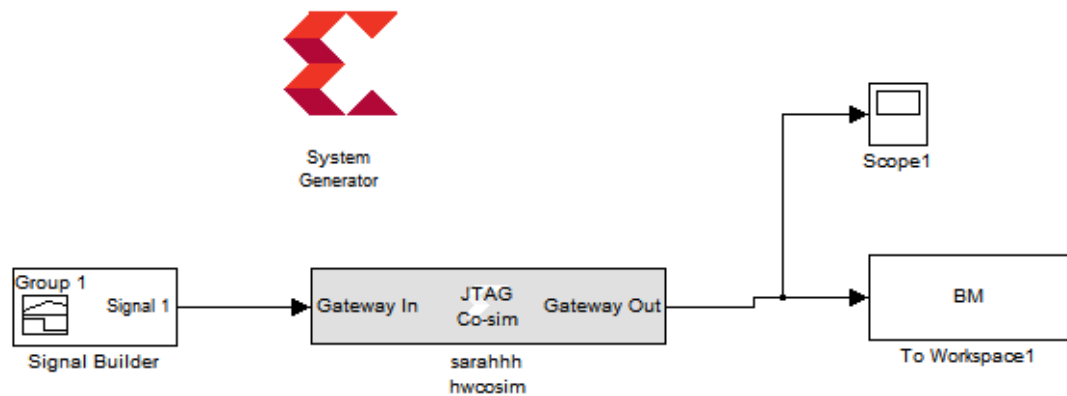 System
Generator
Scope1
Group 1
Signal 1
Signal Builder
Gateway In
JTAG
Co-sim
Gateway Out
sarahhh
hwcosim
BM
To Workspace1